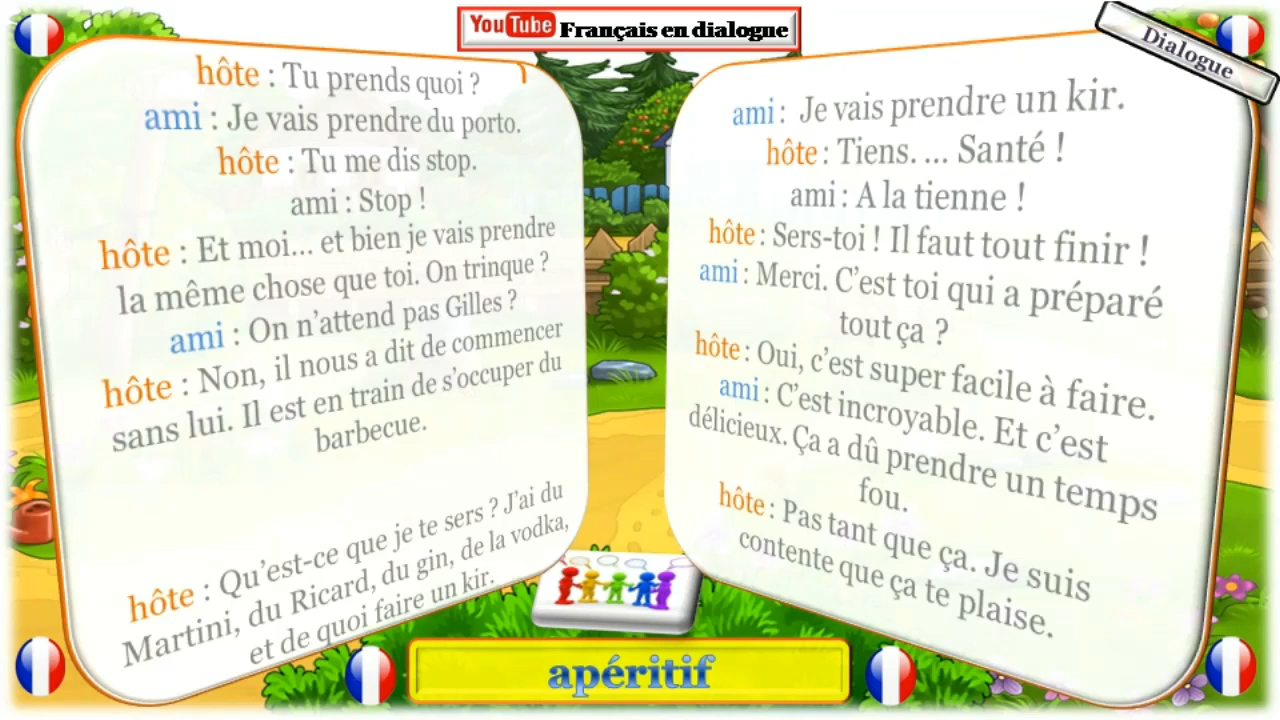 YouTube Français en dialogue
Dialogue
hôte : Tu prends quoi ?
ami : Je vais prendre du porto.
hôte : Tu me dis stop.
ami : Stop !
hôte : Et moi... et bien je vais prendre
la même chose que toi. On trinque ?
ami : On n'attend pas Gilles ?
hôte : Non, il nous a dit de commencer
sans lui. Il est en train de s'occuper du
barbecue.
hôte : Qu'est-ce que je te sers ? J'ai du
Martini, du Ricard, du gin, de la vodka,
et de quoi faire un kir.
ami : Je vais prendre un kir.
hôte : Tiens. ... Santé !
ami : A la tienne !
hôte : Sers-toi ! Il faut tout finir !
ami : Merci. C'est toi qui a préparé
tout ça ?
hôte : Oui, c'est super facile à faire.
ami : C'est incroyable. Et c'est
délicieux. Ça a dû prendre un temps
fou.
hôte : Pas tant que ça. Je suis
contente que ça te plaise.
apéritif